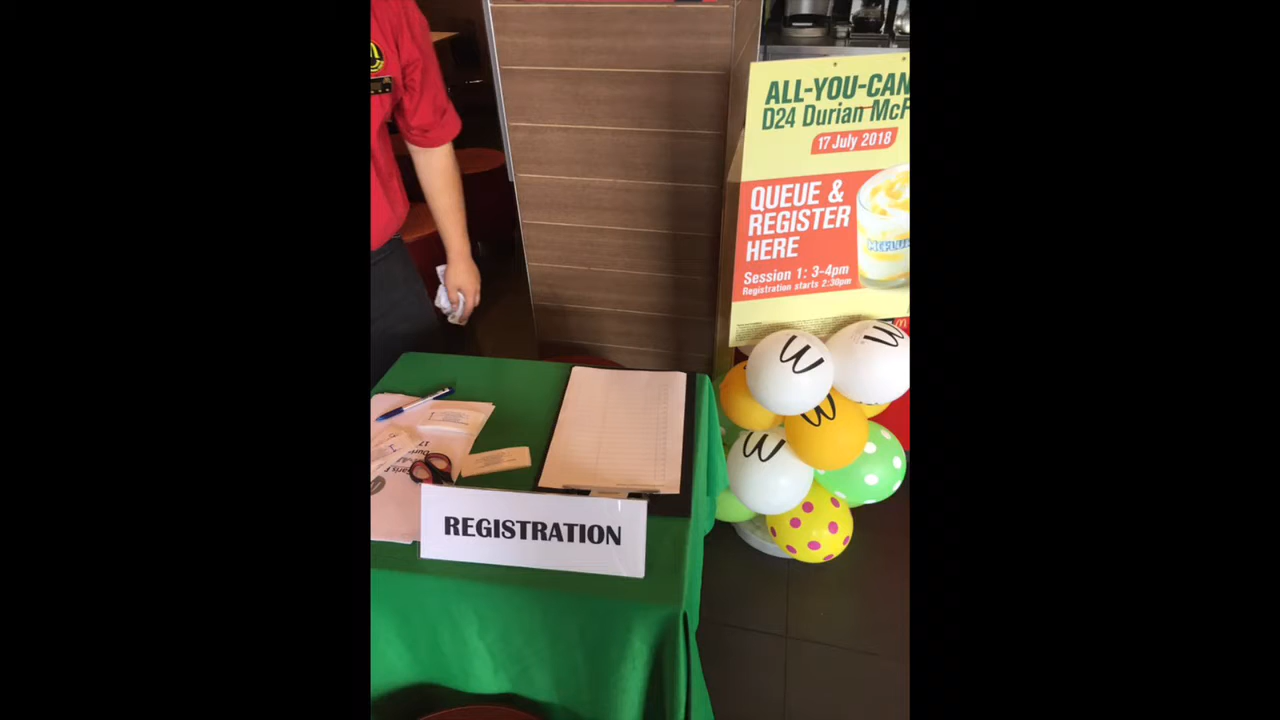 ALL-YOU-CAN
D24 Durian McF
17 July 2018
QUEUE &
REGISTER
HERE
Session 1: 3-4pm
Registration starts 2:30pm
REGISTRATION